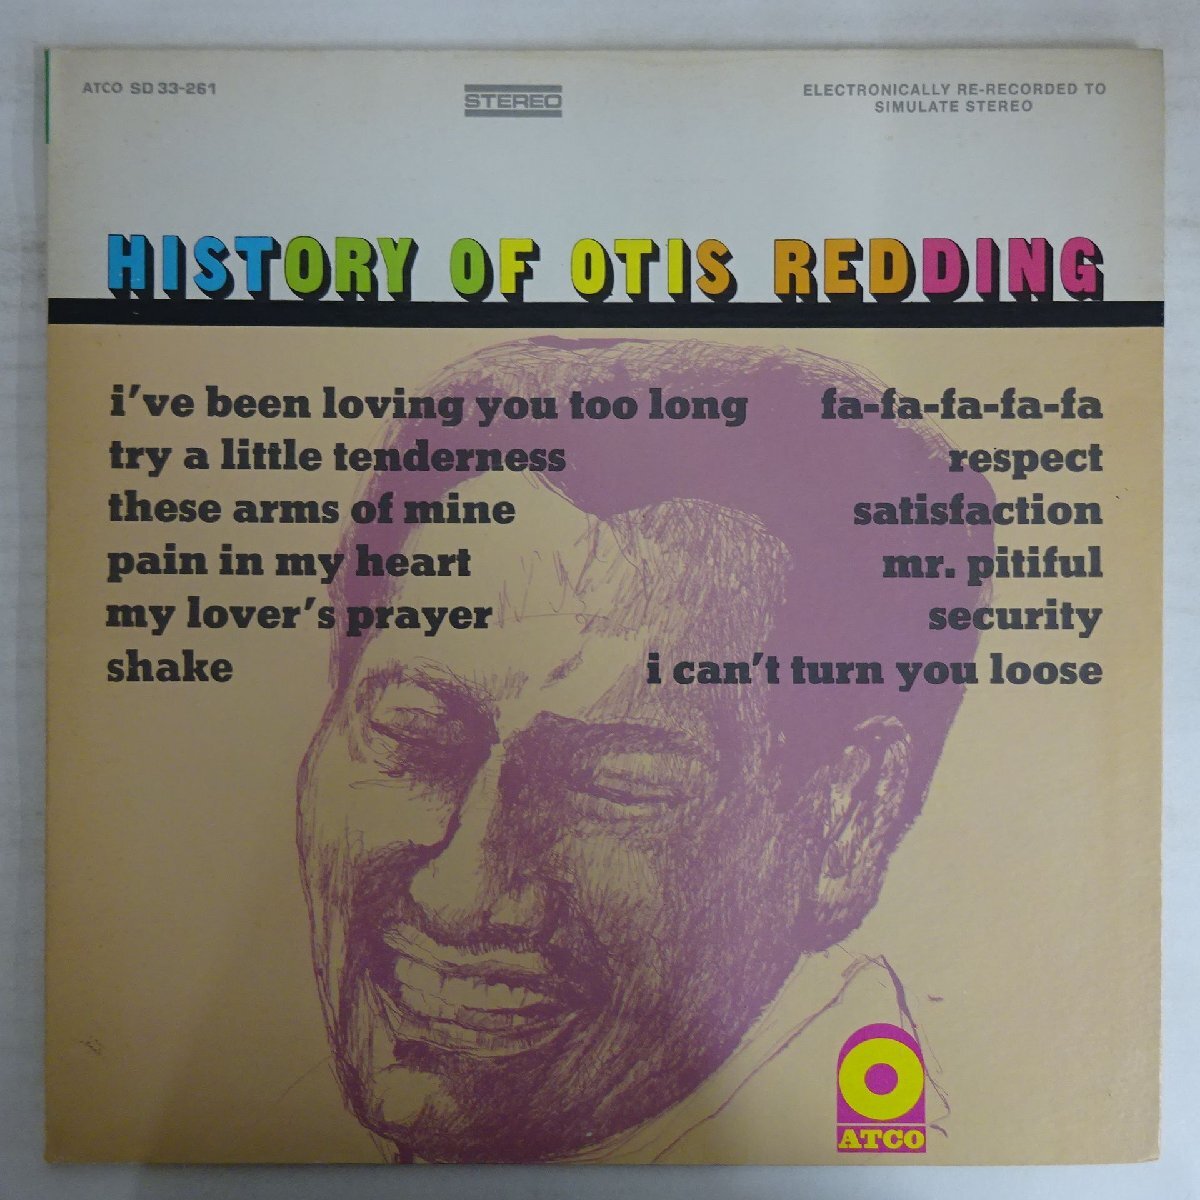 ATCO SD 33-261
STEREO
ELECTRONICALLY RE-RECORDED TO
SIMULATE STEREO
HISTORY OF OTIS REDDING
i've been loving you too long
try a little tenderness
these arms of mine
pain in my heart
my lover's prayer
shake
fa-fa-fa-fa-fa
respect
satisfaction
mr. pitiful
security
i can't turn you loose
ATCO